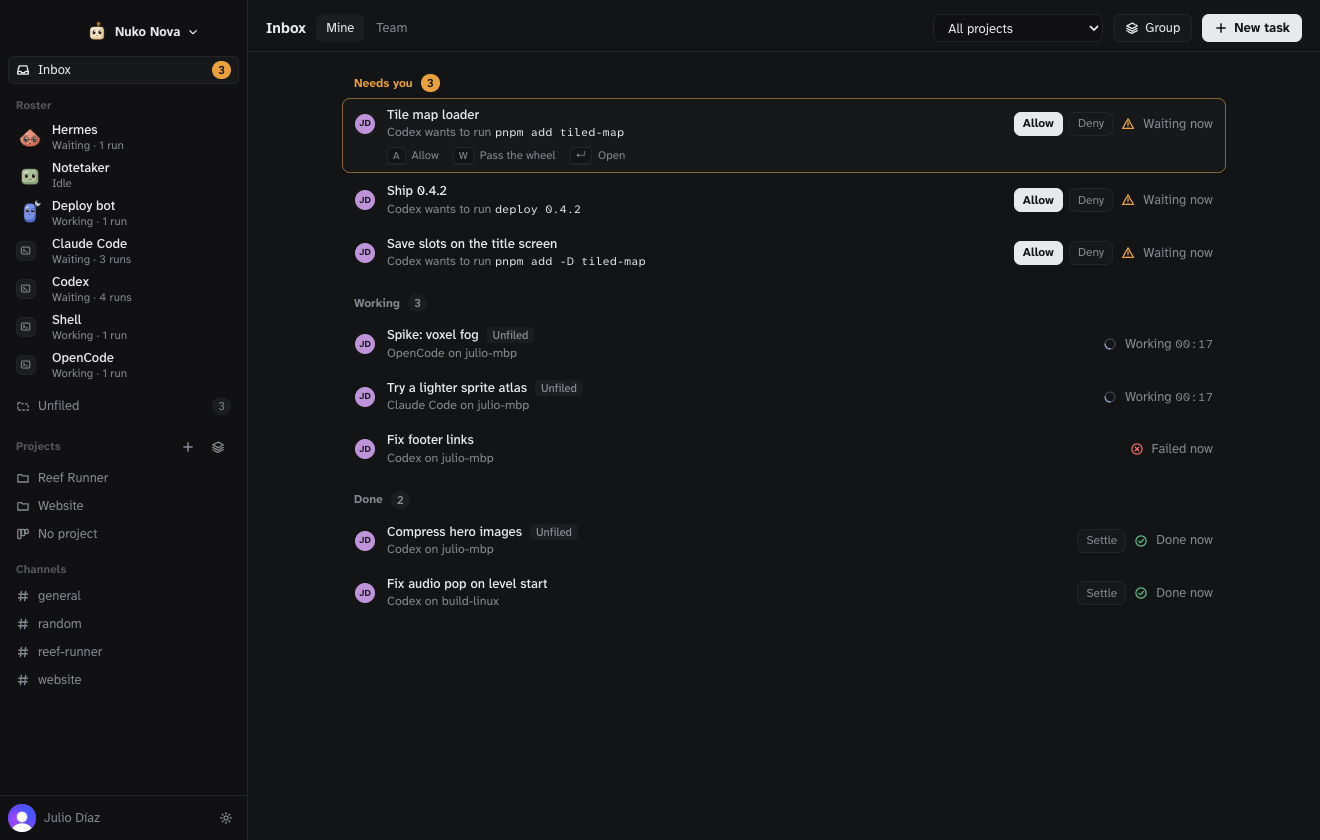 Nuko Nova
Inbox 3
Roster
Hermes
Waiting · 1 run
Notetaker
Idle
Deploy bot
Working · 1 run
Claude Code
Waiting · 3 runs
Codex
Waiting · 4 runs
Shell
Working · 1 run
OpenCode
Working · 1 run
Unfiled 3
Projects
Reef Runner
Website
No project
Channels
# general
# random
# reef-runner
# website
Julio Díaz
Inbox Mine Team All projects Group + New task
Needs you 3
JD Tile map loader
Codex wants to run pnpm add tiled-map
Allow Deny Waiting now
A Allow W Pass the wheel ↵ Open
JD Ship 0.4.2
Codex wants to run deploy 0.4.2
Allow Deny Waiting now
JD Save slots on the title screen
Codex wants to run pnpm add -D tiled-map
Allow Deny Waiting now
Working 3
JD Spike: voxel fog Unfiled
OpenCode on julio-mbp
Working 00:17
JD Try a lighter sprite atlas Unfiled
Claude Code on julio-mbp
Working 00:17
JD Fix footer links
Codex on julio-mbp
Failed now
Done 2
JD Compress hero images Unfiled
Codex on julio-mbp
Settle Done now
JD Fix audio pop on level start
Codex on build-linux
Settle Done now